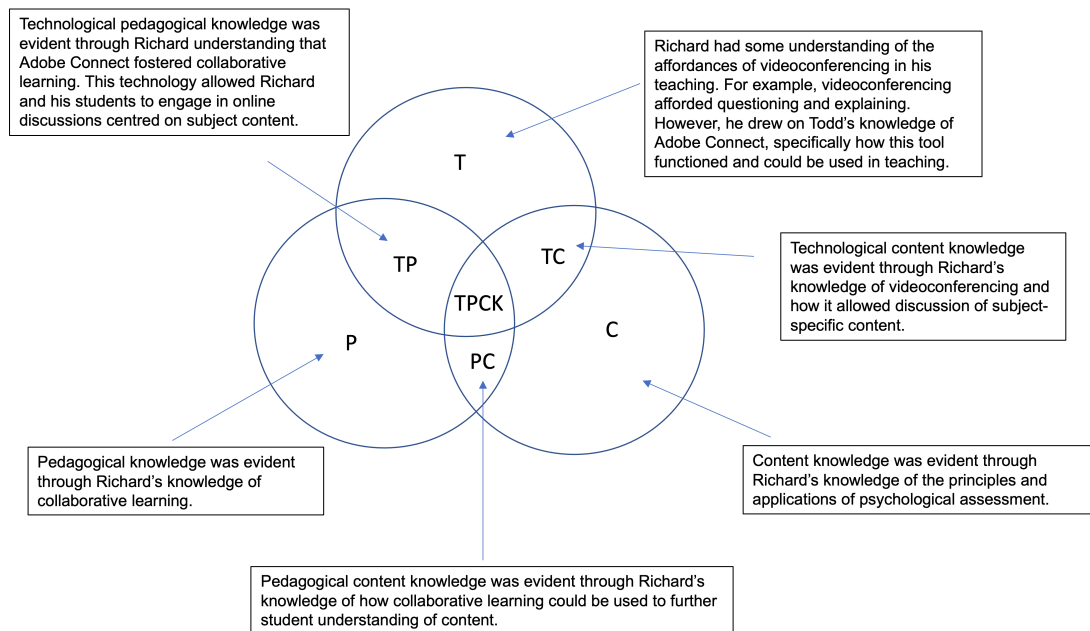 Technological pedagogical knowledge was
evident through Richard understanding that
Adobe Connect fostered collaborative
learning. This technology allowed Richard
and his students to engage in online
discussions centred on subject content.
Richard had some understanding of the
affordances of videoconferencing in his
teaching. For example, videoconferencing
afforded questioning and explaining.
However, he drew on Todd’s knowledge of
Adobe Connect, specifically how this tool
functioned and could be used in teaching.
T
TP
TC
TPCK
P
C
PC
Technological content knowledge
was evident through Richard’s
knowledge of videoconferencing and
how it allowed discussion of subject-
specific content.
Pedagogical knowledge was evident
through Richard’s knowledge of
collaborative learning.
Content knowledge was evident through
Richard’s knowledge of the principles and
applications of psychological assessment.
Pedagogical content knowledge was evident through Richard’s
knowledge of how collaborative learning could be used to further
student understanding of content.